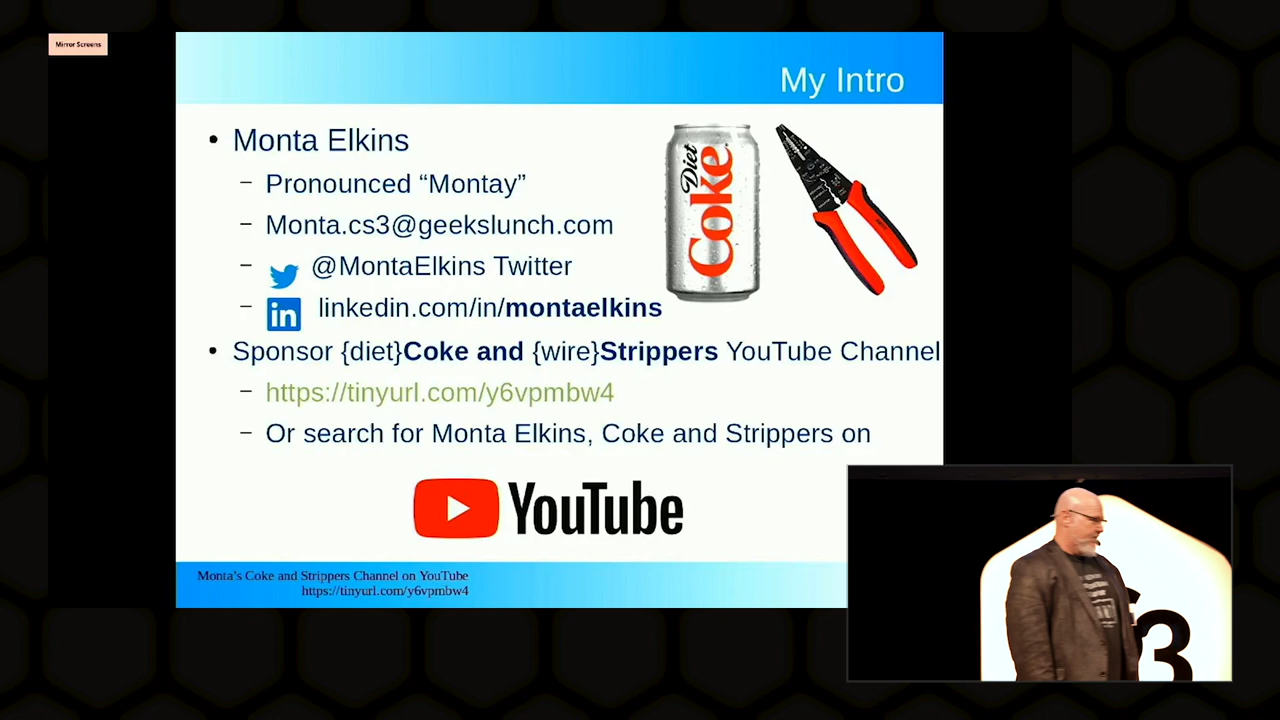 Mirror Screens
My Intro
• Monta Elkins
– Pronounced “Montay”
– Monta.cs3@geekslunch.com
– @MontaElkins Twitter
– in linkedin.com/in/montaelkins
• Sponsor {diet}Coke and {wire}Strippers YouTube Channel
– https://tinyurl.com/y6vpmbw4
– Or search for Monta Elkins, Coke and Strippers on
YouTube
Diet
Coke
Monta’s Coke and Strippers Channel on YouTube
https://tinyurl.com/y6vpmbw4
3